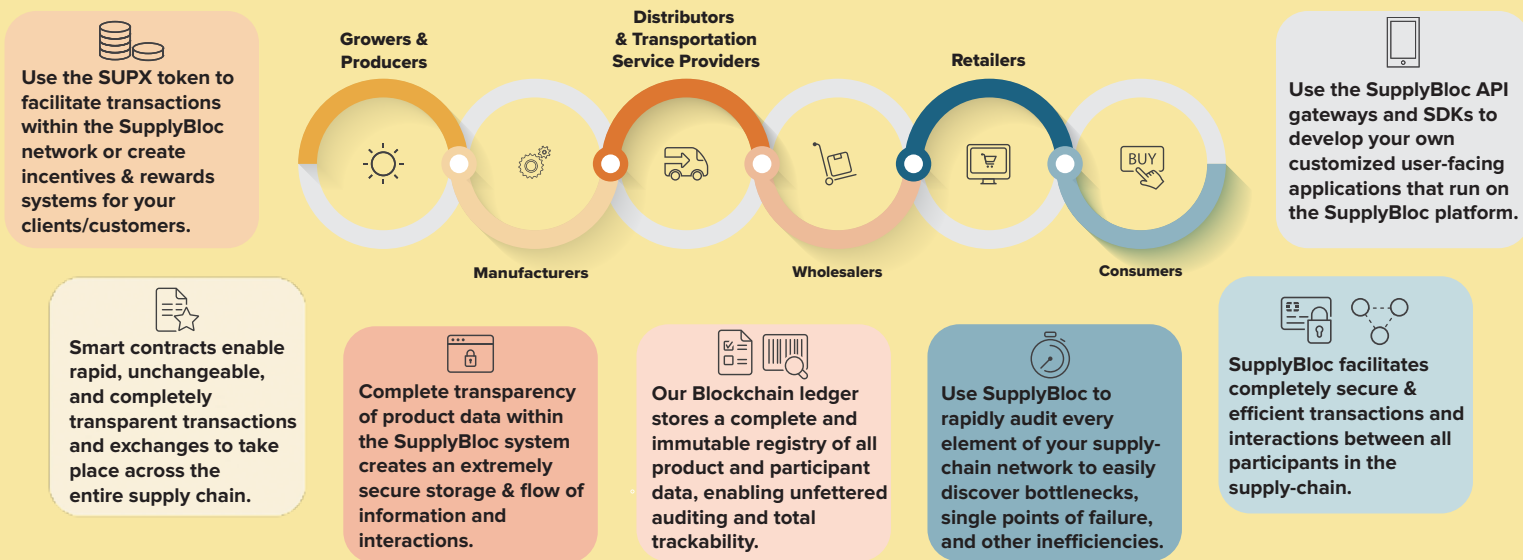 Use the SUPX token to
facilitate transactions
within the SupplyBloc
network or create
incentives & rewards
systems for your
clients/customers.
Growers &
Producers
Distributors
& Transportation
Service Providers
Retailers
BUY
Manufacturers
Wholesalers
Consumers
Use the SupplyBloc API
gateways and SDKs to
develop your own
customized user-facing
applications that run on
the SupplyBloc platform.
Smart contracts enable
rapid, unchangeable,
and completely
transparent transactions
and exchanges to take
place across the
entire supply chain.
Complete transparency
of product data within
the SupplyBloc system
creates an extremely
secure storage & flow of
information and
interactions.
Our Blockchain ledger
stores a complete and
immutable registry of all
product and participant
data, enabling unfettered
auditing and total
trackability.
Use SupplyBloc to
rapidly audit every
element of your supply-
chain network to easily
discover bottlenecks,
single points of failure,
and other inefficiencies.
SupplyBloc facilitates
completely secure &
efficient transactions and
interactions between all
participants in the
supply-chain.